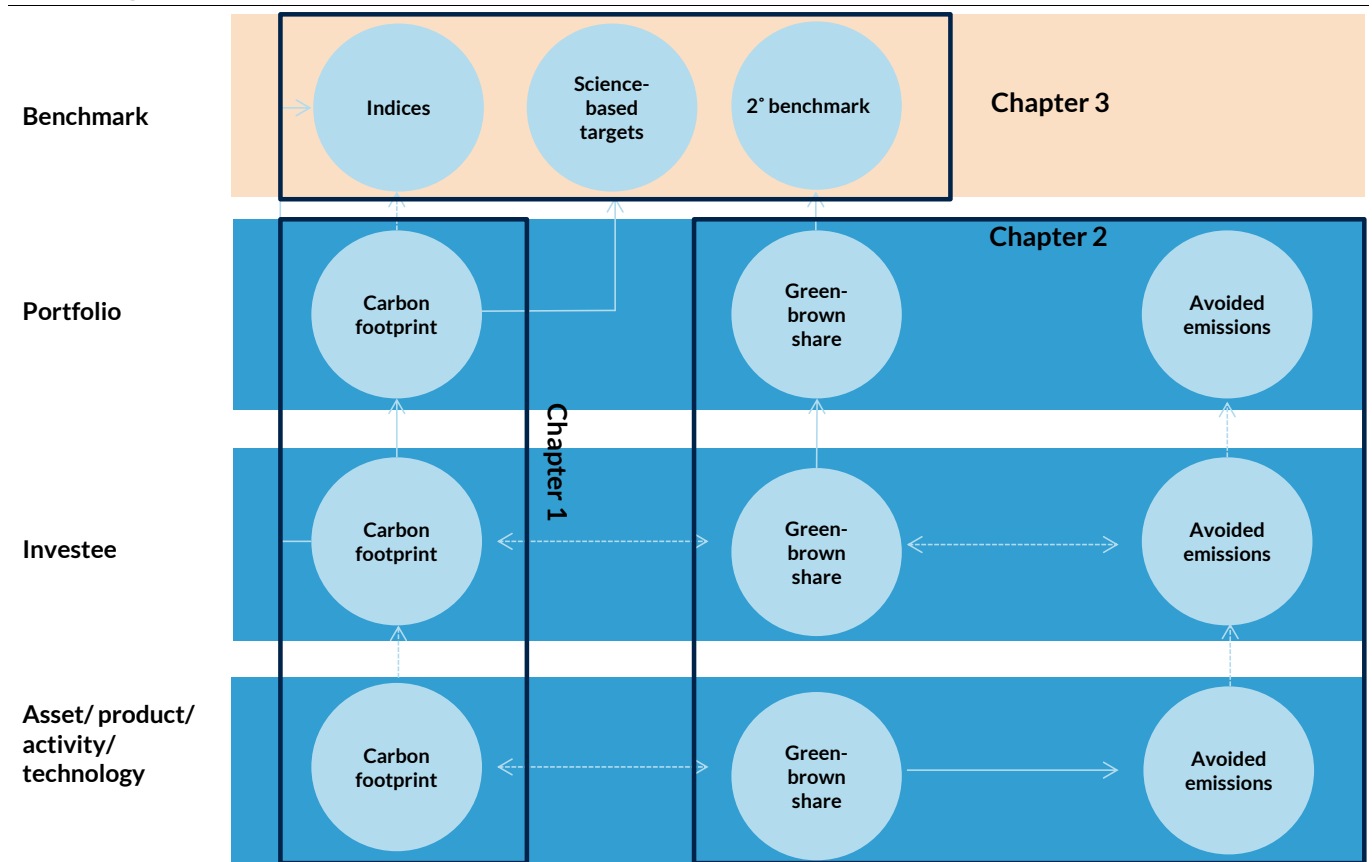 Benchmark
Indices
Science-
based
targets
2˚ benchmark
Chapter 3
Portfolio
Carbon
footprint
Green-
brown
share
Chapter 2
Avoided
emissions
Chapter 1
Investee
Carbon
footprint
Green-
brown
share
Avoided
emissions
Asset/ product/
activity/
technology
Carbon
footprint
Green-
brown
share
Avoided
emissions